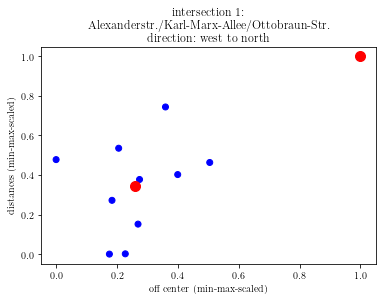 intersection 1:
Alexanderstr./Karl-Marx-Allee/Ottobraun-Str.
direction: west to north
distances (min-max-scaled)
1.0
0.8
0.6
0.4
0.2
0.0
0.0 0.2 0.4 0.6 0.8 1.0
off center (min-max-scaled)